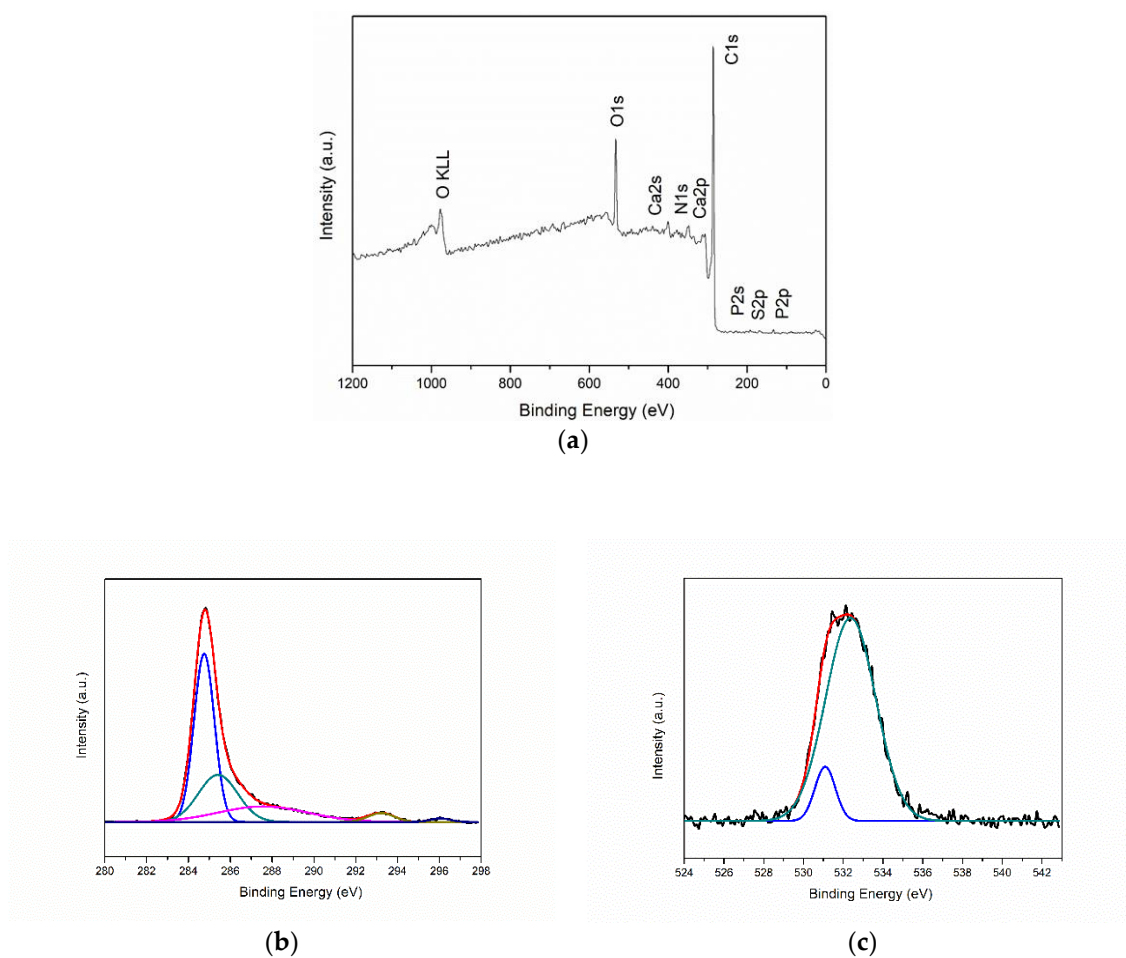 C1s
O1s
O KLL
Ca2s
N1s
Ca2p
P2s
S2p
P2p
Intensity (a.u.)
1200 1000 800 600 400 200 0
Binding Energy (eV)
(a)
Intensity (a.u.)
280 282 284 286 288 290 292 294 296 298
Binding Energy (eV)
(b)
Intensity (a.u.)
524 526 528 530 532 534 536 538 540 542
Binding Energy (eV)
(c)